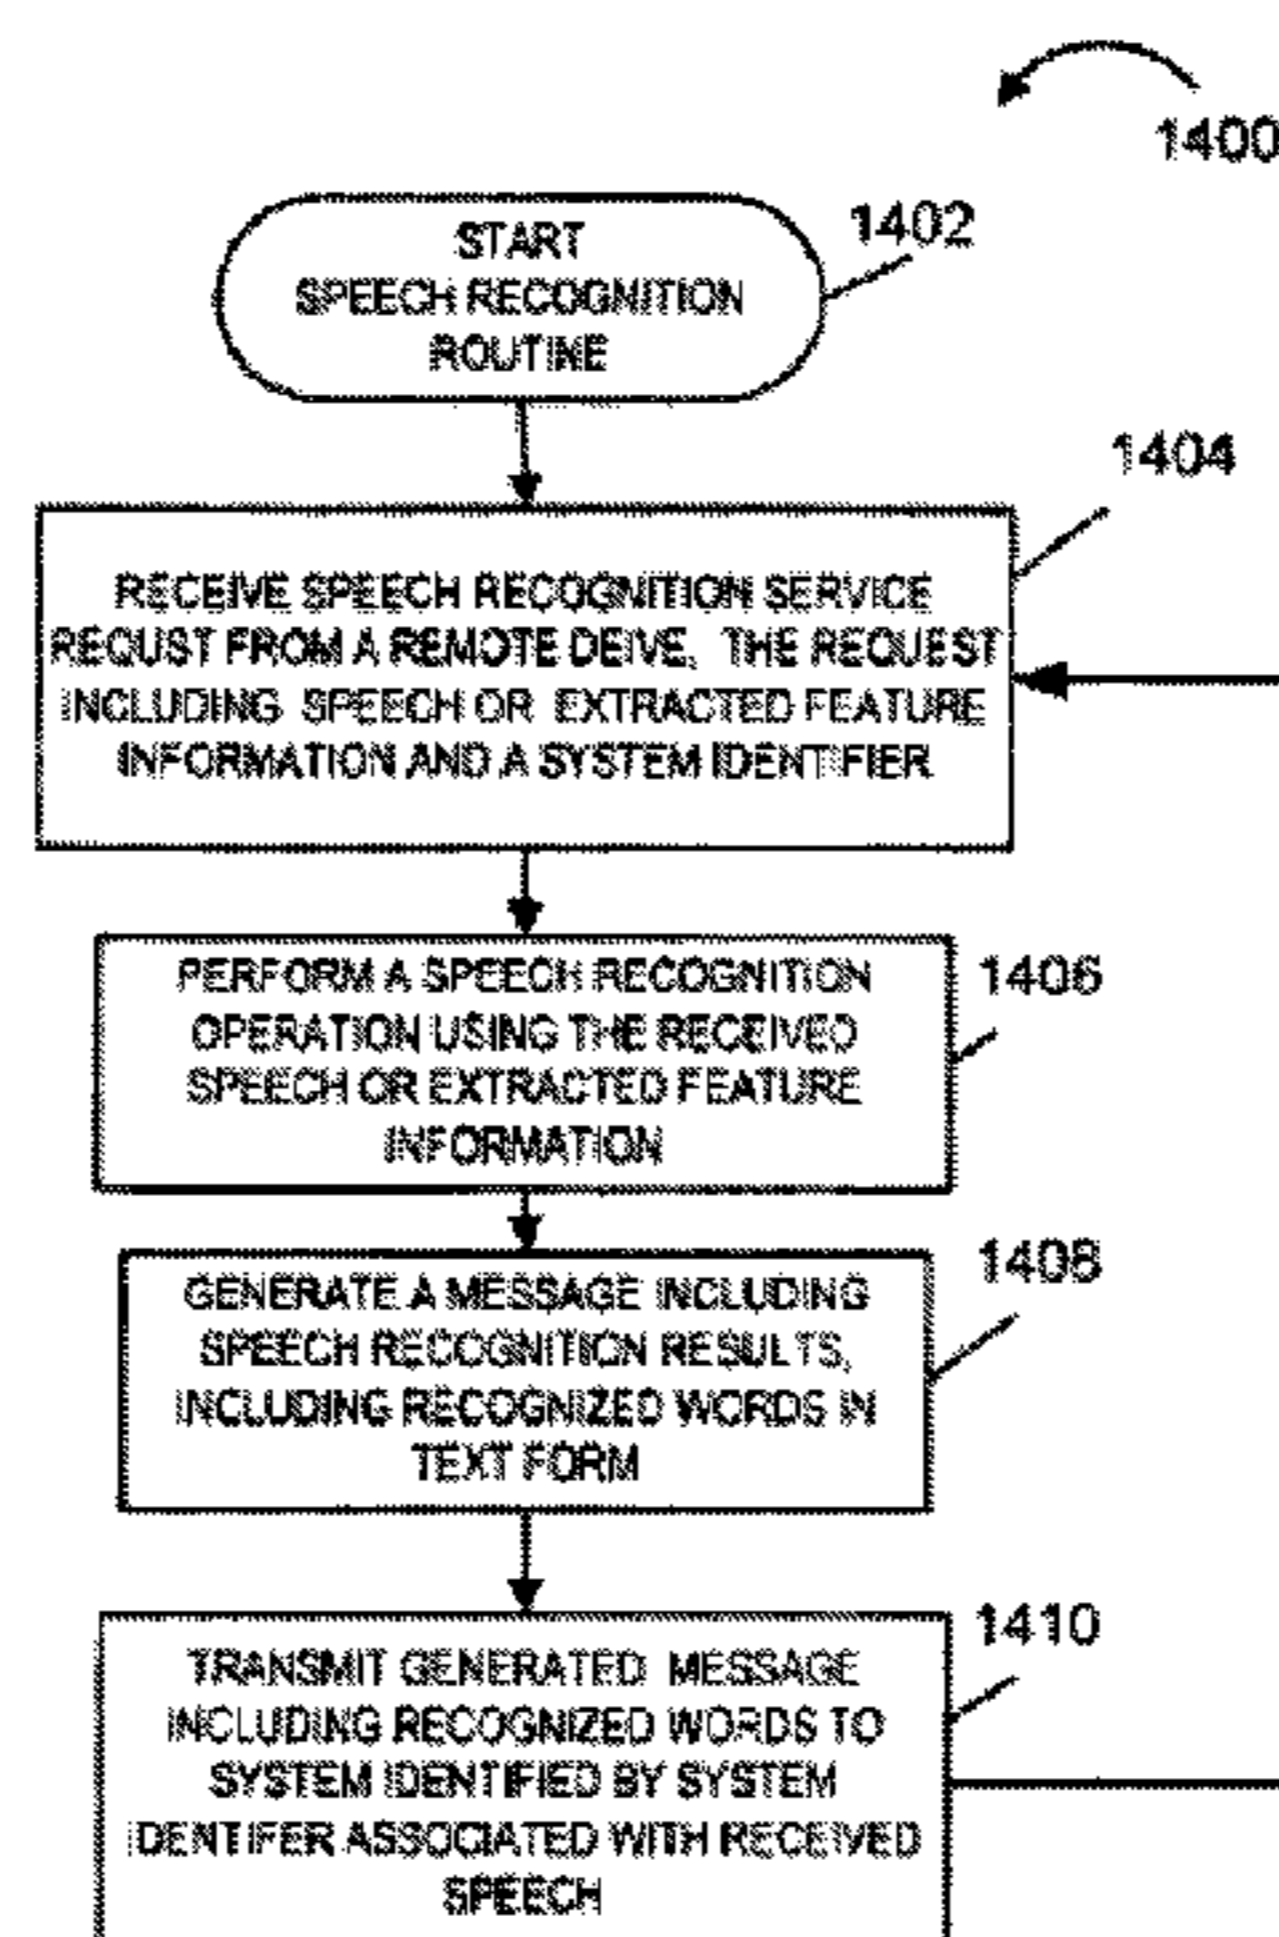 1400
START
SPEECH RECOGNITION
ROUTINE
1402
1404
RECEIVE SPEECH RECOGNITION SERVICE
REQUST FROM A REMOTE DEIVE, THE REQUEST
INCLUDING SPEECH OR EXTRACTED FEATURE
INFORMATION AND A SYSTEM IDENTIFIER
PERFORM A SPEECH RECOGNITION
OPERATION USING THE RECEIVED
SPEECH OR EXTRACTED FEATURE
INFORMATION
1406
GENERATE A MESSAGE INCLUDING
SPEECH RECOGNITION RESULTS,
INCLUDING RECOGNIZED WORDS IN
TEXT FORM
1408
TRANSMIT GENERATED MESSAGE
INCLUDING RECOGNIZED WORDS TO
SYSTEM IDENTIFIED BY SYSTEM
IDENTIFER ASSOCIATED WITH RECEIVED
SPEECH
1410